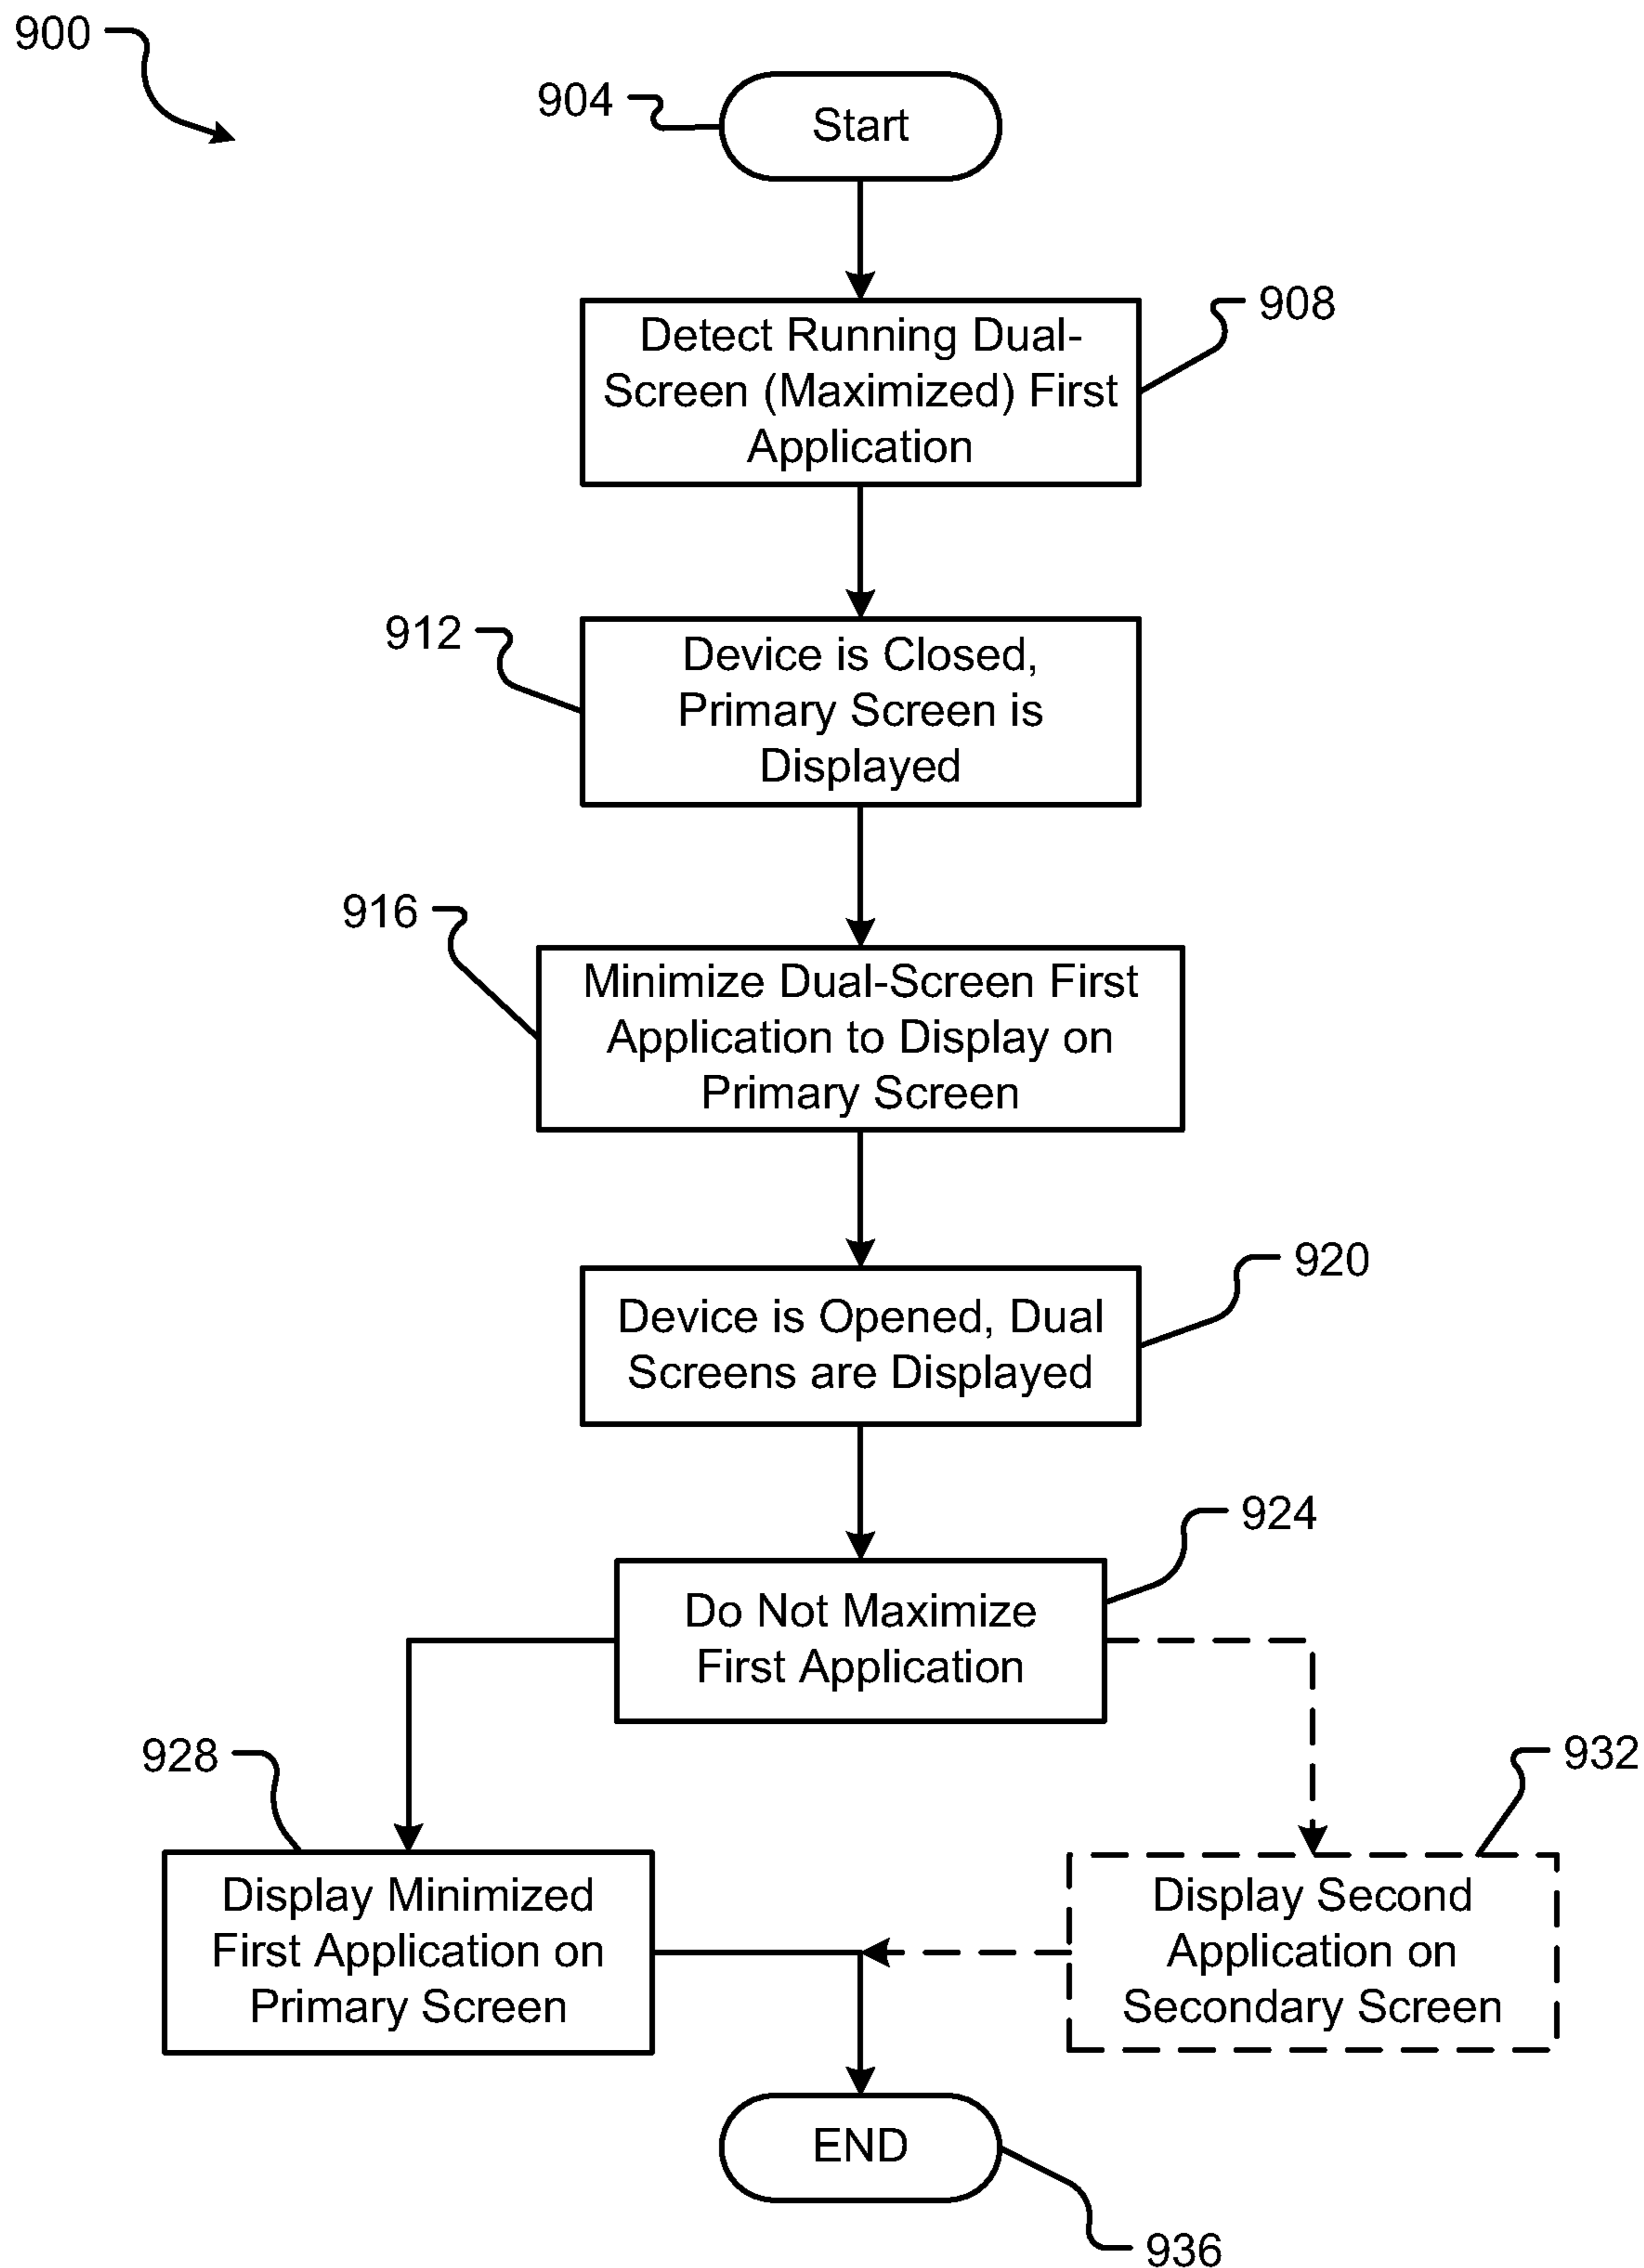 900
904
Start
908
Detect Running Dual-
Screen (Maximized) First
Application
912
Device is Closed,
Primary Screen is
Displayed
916
Minimize Dual-Screen First
Application to Display on
Primary Screen
920
Device is Opened, Dual
Screens are Displayed
924
Do Not Maximize
First Application
928
Display Minimized
First Application on
Primary Screen
932
Display Second
Application on
Secondary Screen
END
936